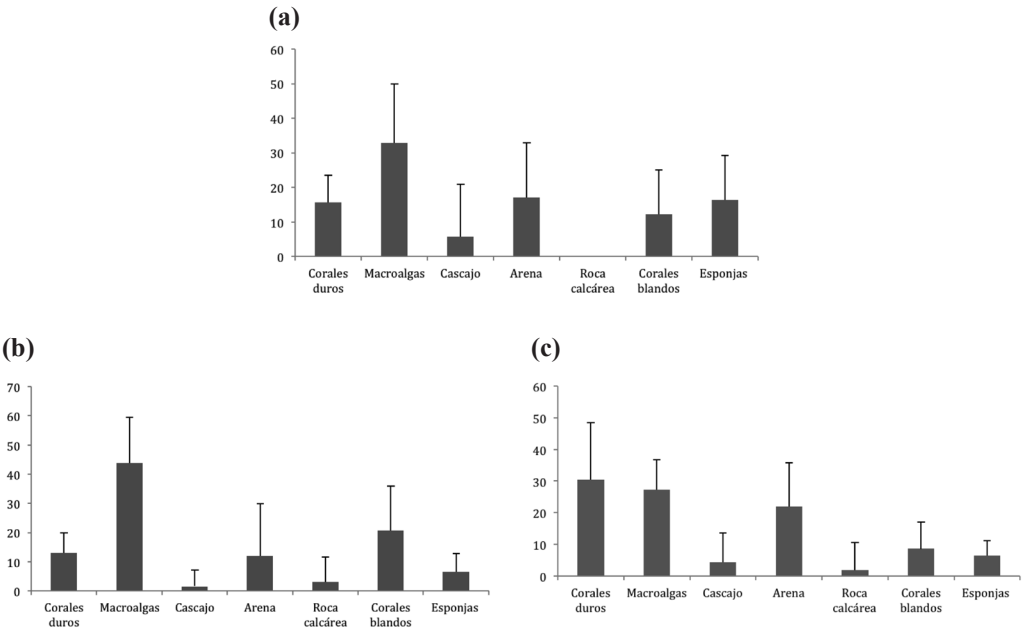 (a)
60
50
40
30
20
10
0
Corales duros
Macroalgas
Cascajo
Arena
Roca calcárea
Corales blandos
Esponjas
(b)
70
60
50
40
30
20
10
0
Corales duros
Macroalgas
Cascajo
Arena
Roca calcárea
Corales blandos
Esponjas
(c)
60
50
40
30
20
10
0
Corales duros
Macroalgas
Cascajo
Arena
Roca calcárea
Corales blandos
Esponjas